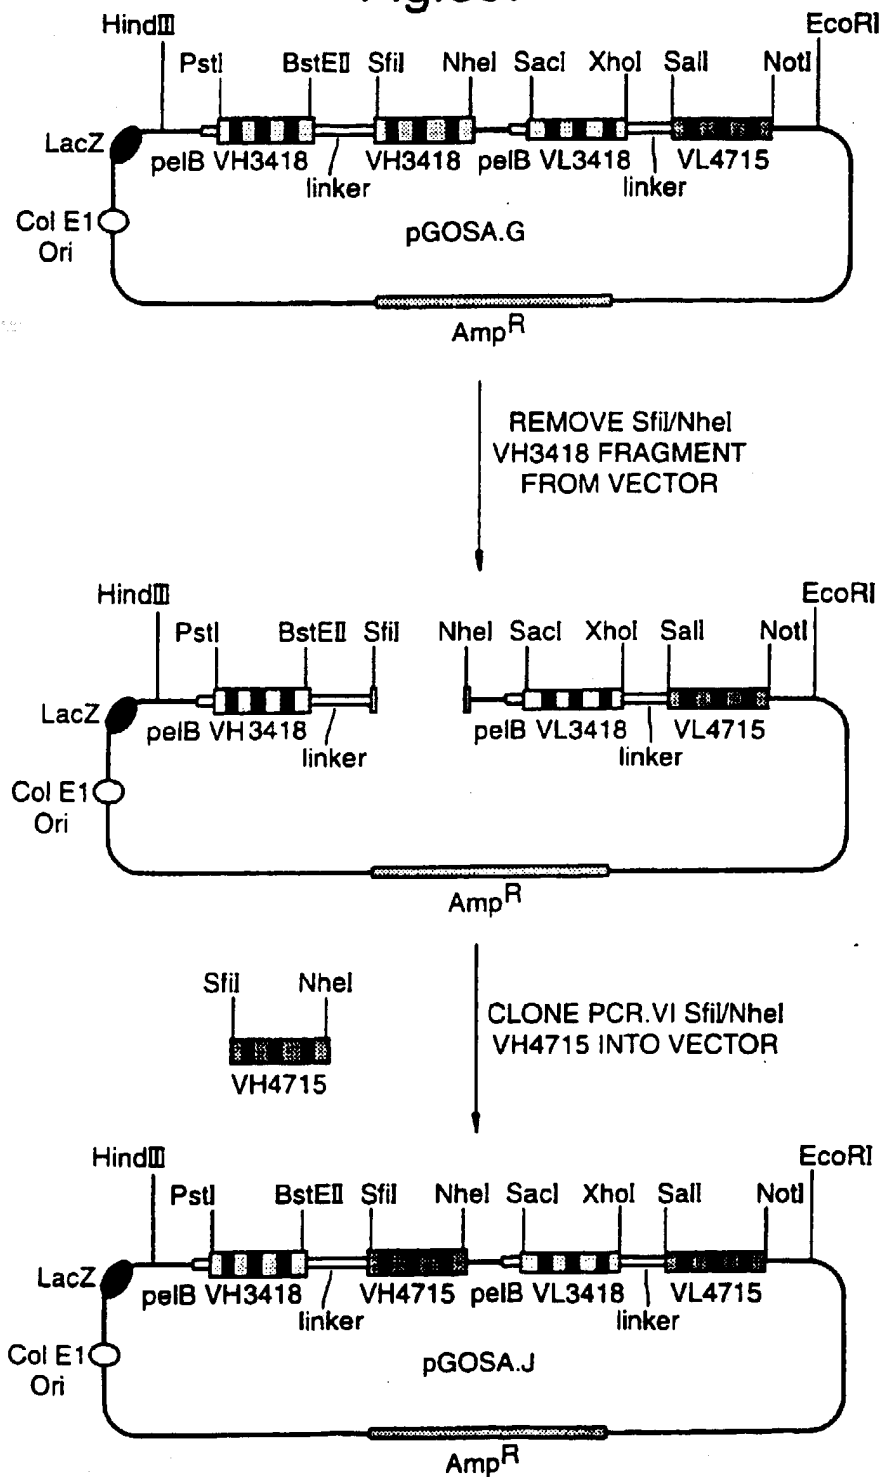 HindIII EcoRI
PstI BstEII SfiI NheI SacI XhoI SalI NotI
LacZ
pelB VH3418 VH3418 pelB VL3418 VL4715
linker linker
Col E1
Ori
pGOSA.G
AmpR
REMOVE SfiI/NheI
VH3418 FRAGMENT
FROM VECTOR
HindIII EcoRI
PstI BstEII SfiI NheI SacI XhoI SalI NotI
LacZ
pelB VH3418 pelB VL3418 VL4715
linker linker
Col E1
Ori
AmpR
SfiI NheI
VH4715
CLONE PCR.VI SfiI/NheI
VH4715 INTO VECTOR
HindIII EcoRI
PstI BstEII SfiI NheI SacI XhoI SalI NotI
LacZ
pelB VH3418 VH4715 pelB VL3418 VL4715
linker linker
Col E1
Ori
pGOSA.J
AmpR